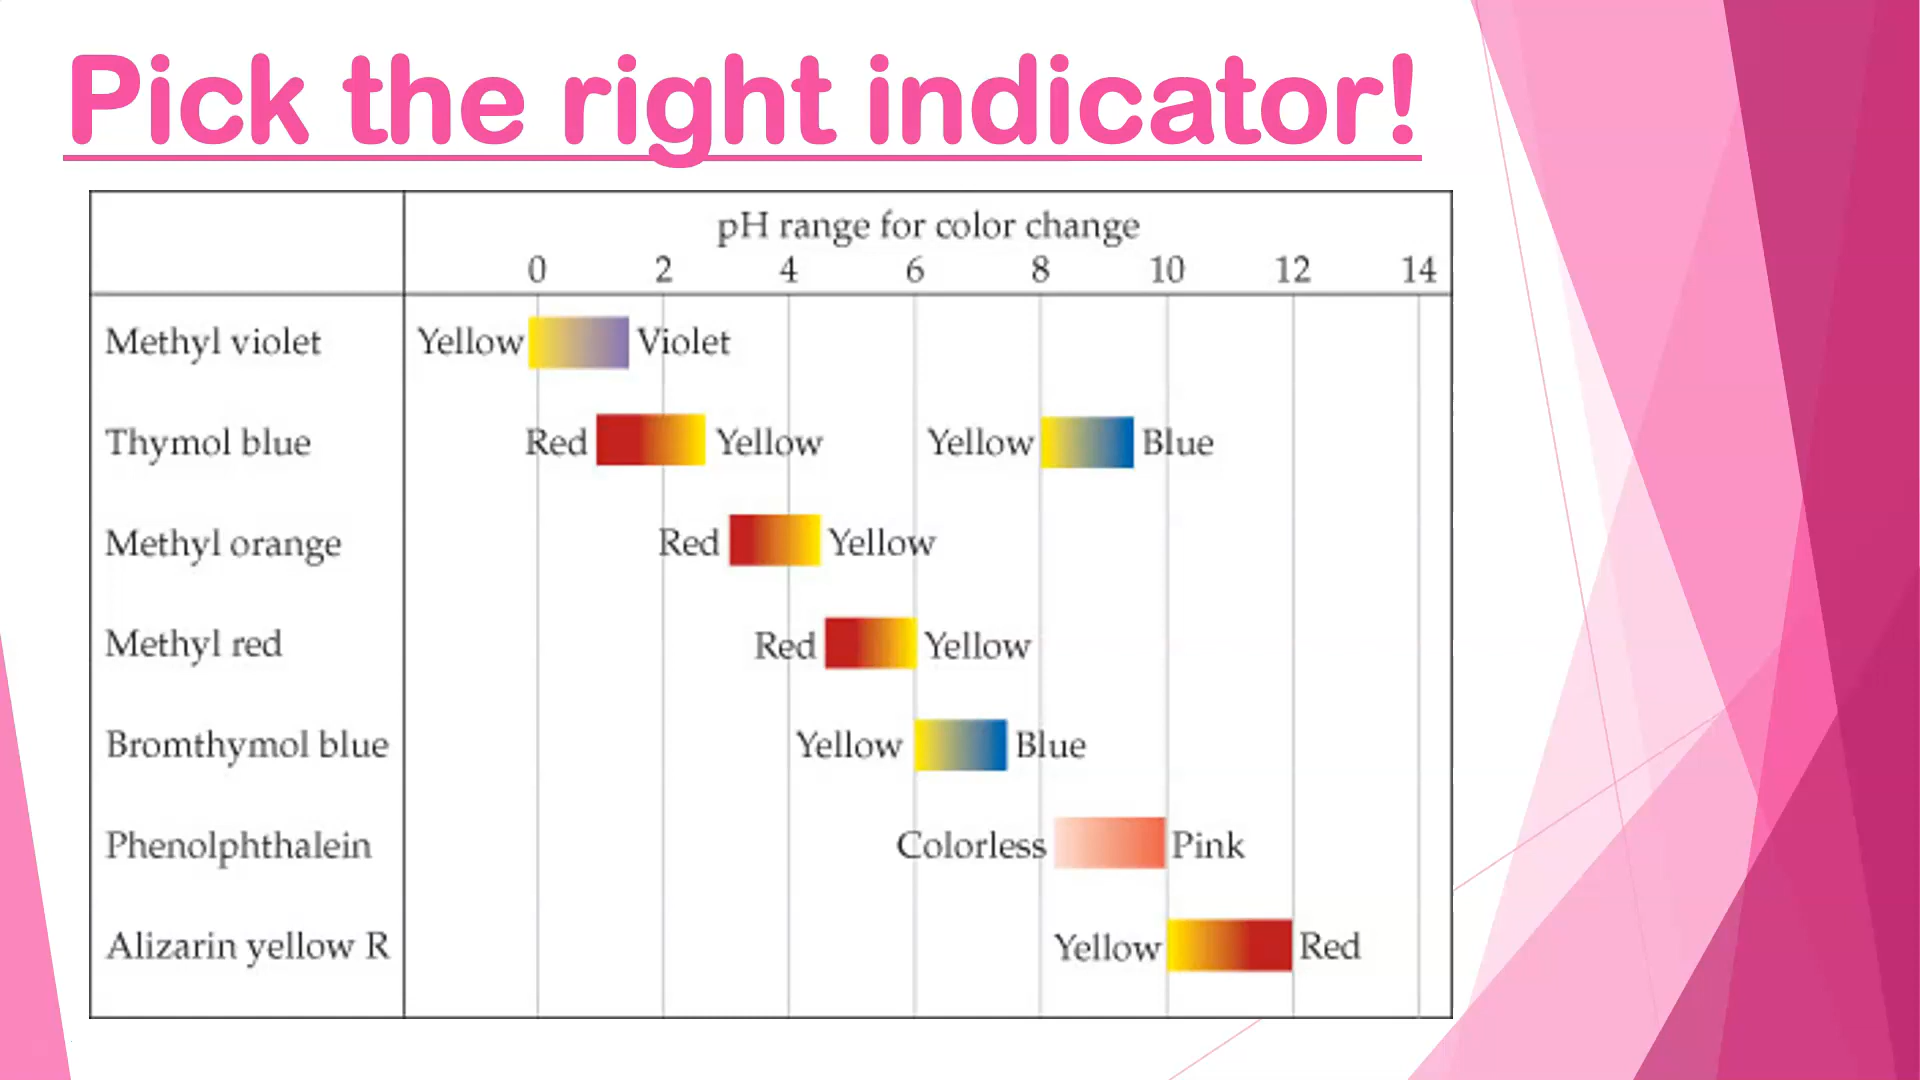 Pick the right indicator!
pH range for color change
0 2 4 6 8 10 12 14
Methyl violet Yellow Violet
Thymol blue Red Yellow Yellow Blue
Methyl orange Red Yellow
Methyl red Red Yellow
Bromthymol blue Yellow Blue
Phenolphthalein Colorless Pink
Alizarin yellow R Yellow Red